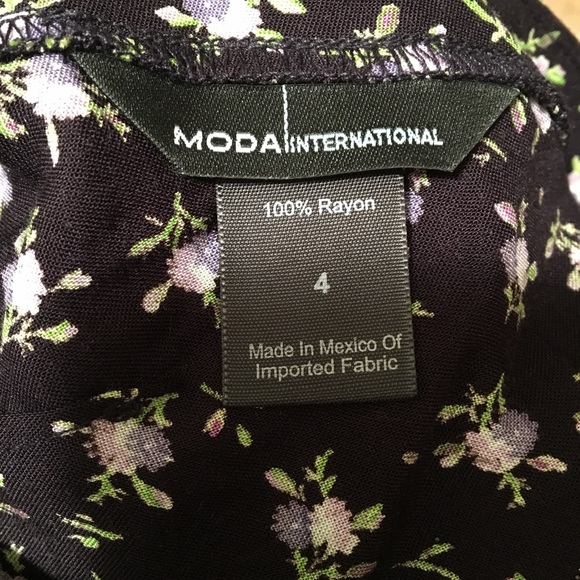 MODA INTERNATIONAL
100% Rayon
4
Made In Mexico Of
Imported Fabric